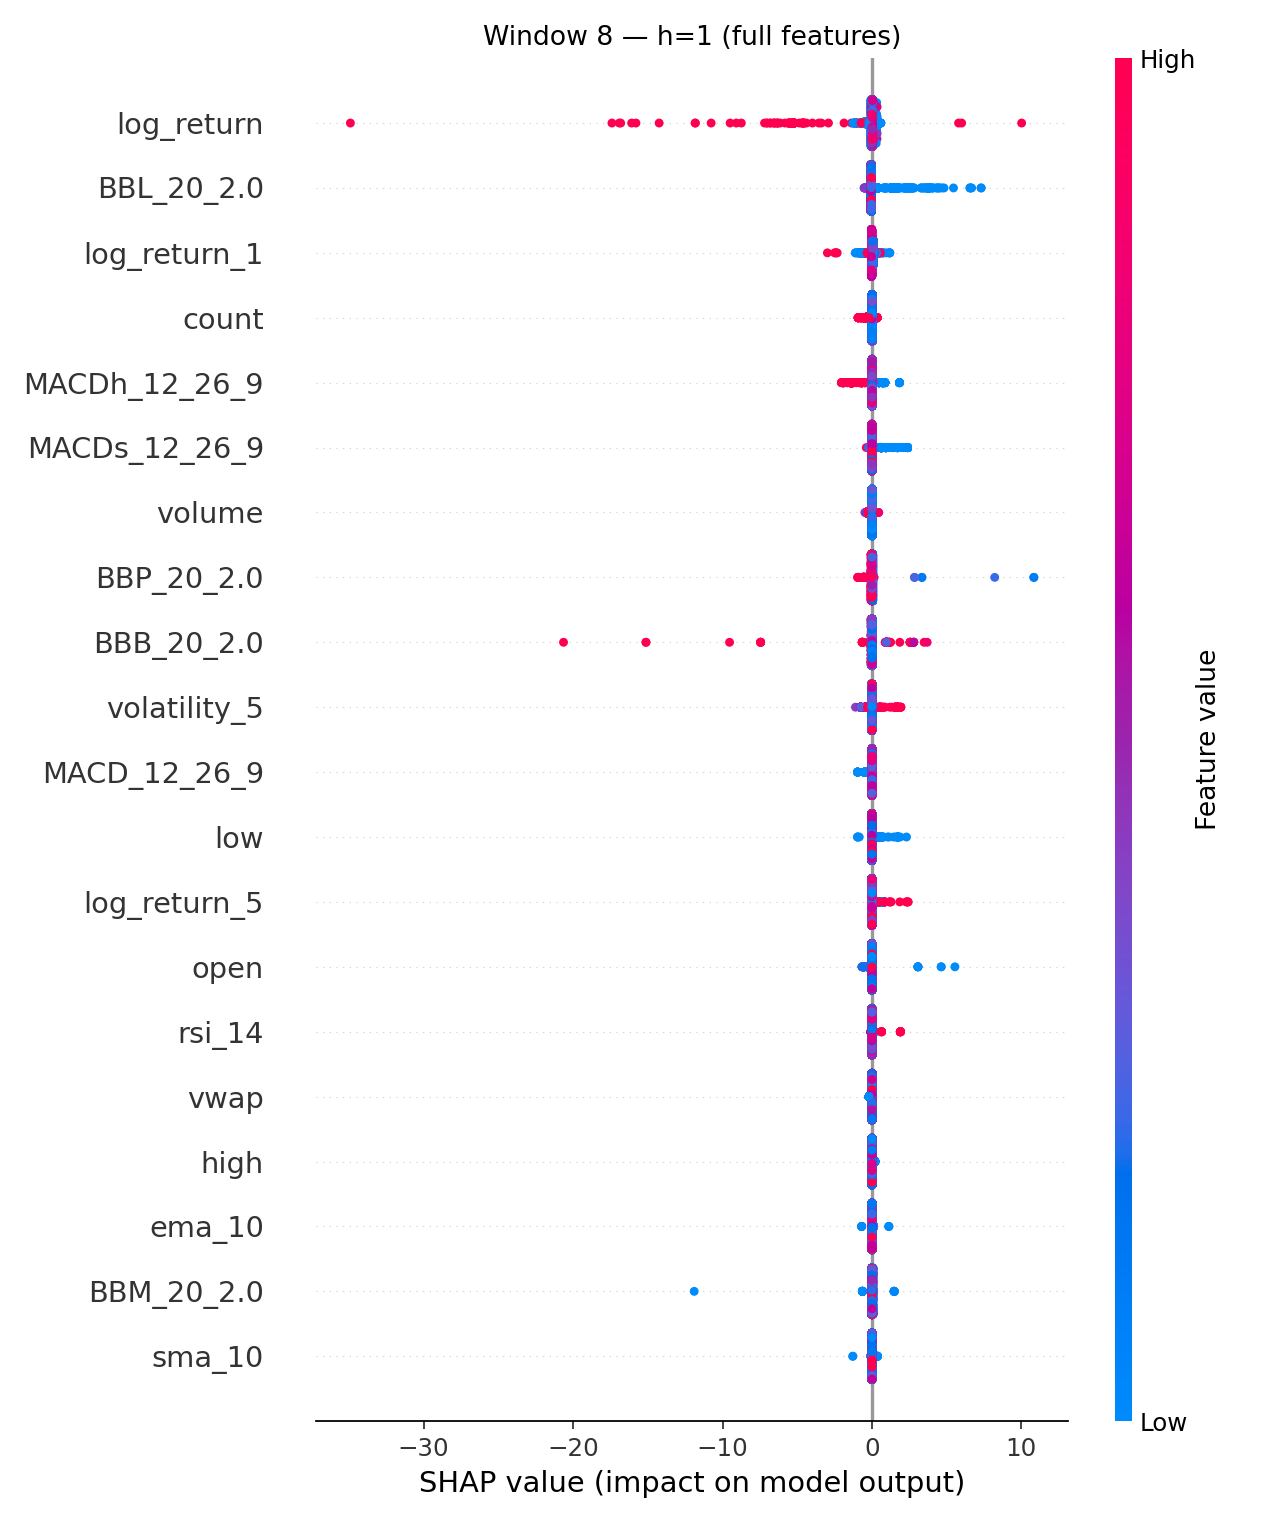 Window 8 — h=1 (full features)
High
log_return
BBL_20_2.0
log_return_1
count
MACDh_12_26_9
MACDs_12_26_9
volume
BBP_20_2.0
BBB_20_2.0
volatility_5
MACD_12_26_9
low
log_return_5
open
rsi_14
vwap
high
ema_10
BBM_20_2.0
sma_10
Feature value
Low
−30 −20 −10 0 10
SHAP value (impact on model output)